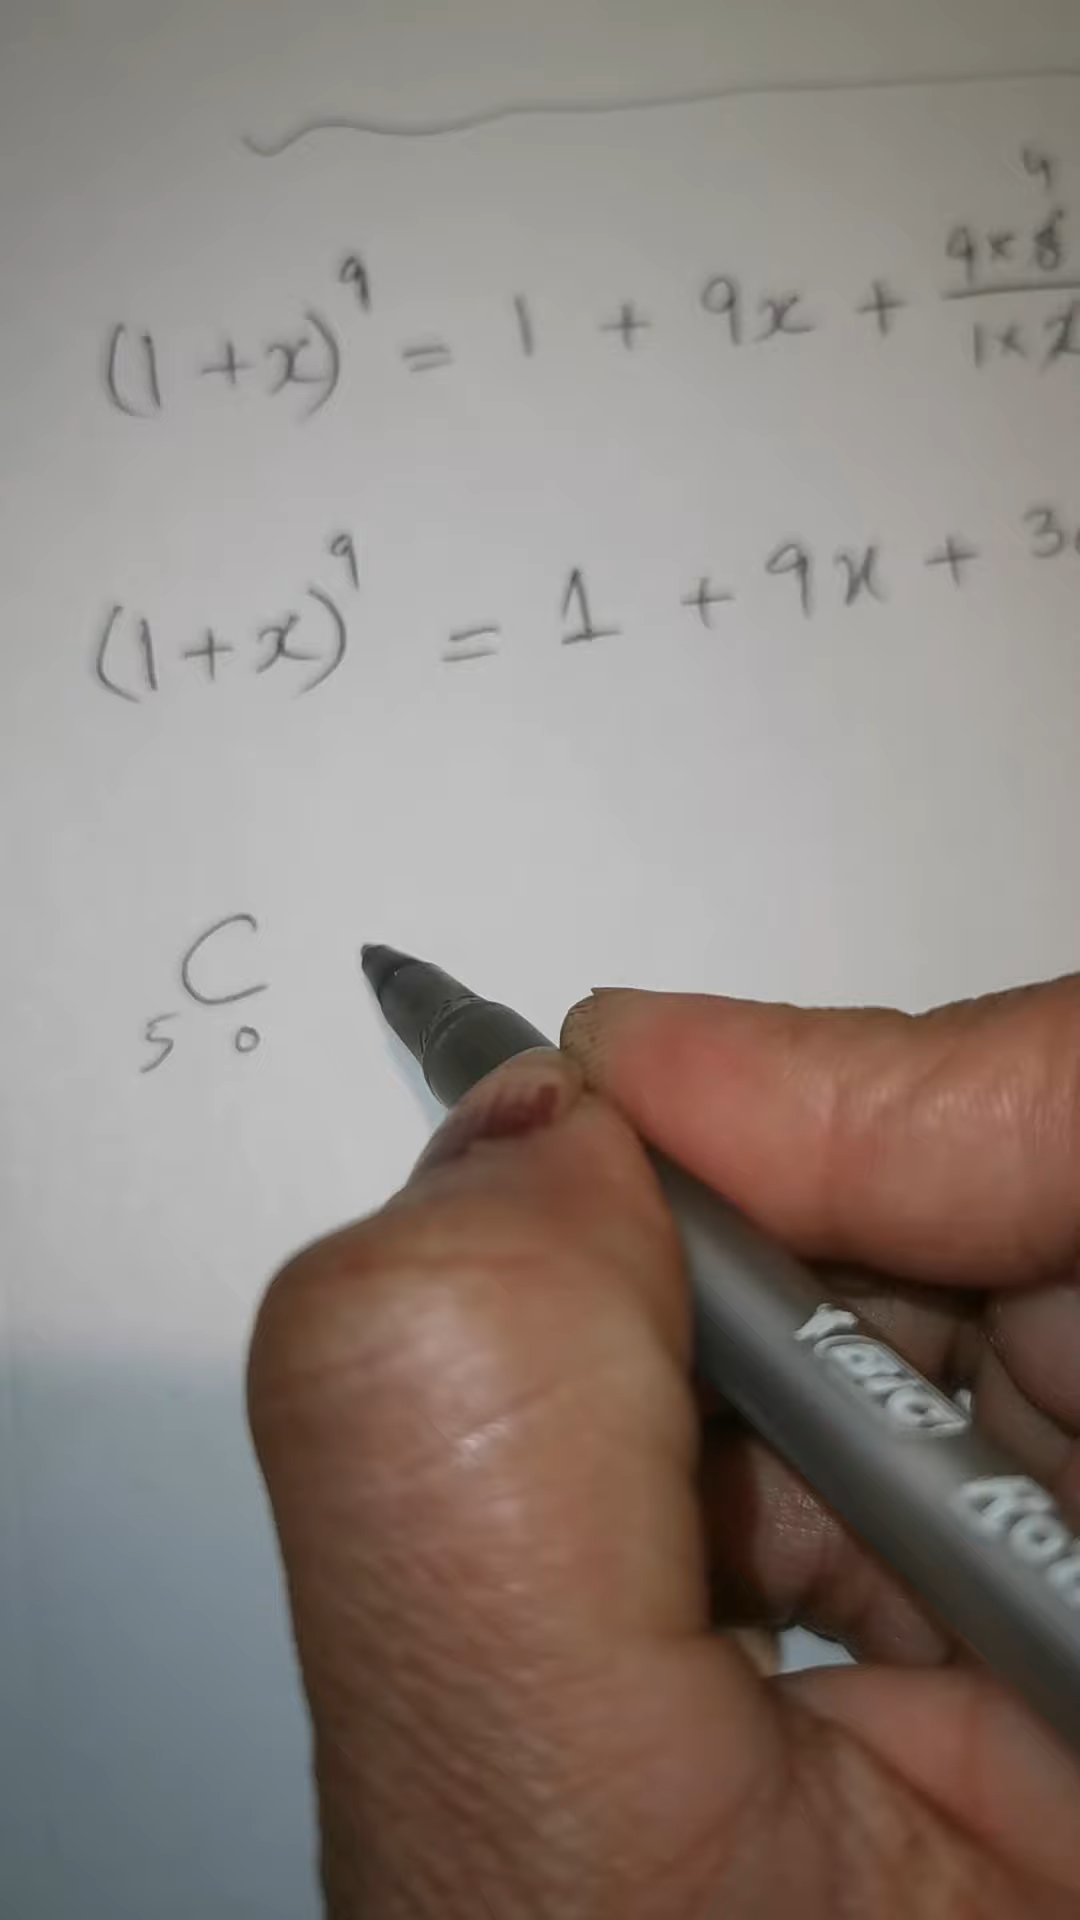 (1+x)⁹ = 1 + 9x + 9×8/1×2
4
(1+x)⁹ = 1 + 9x + 3
₅C₀